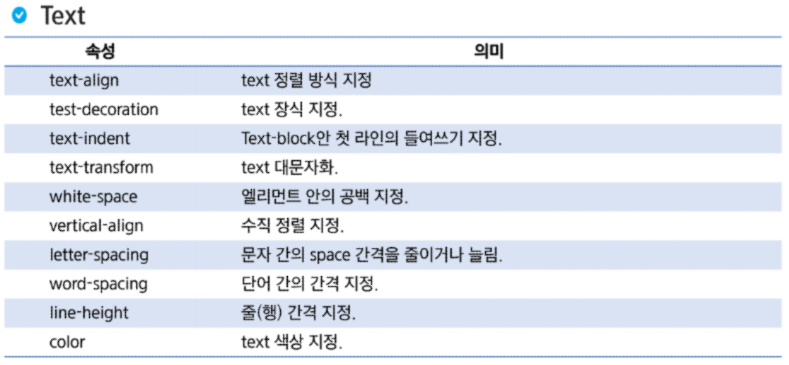 Text
속성 의미
text-align text 정렬 방식 지정
test-decoration text 장식 지정.
text-indent Text-block안 첫 라인의 들여쓰기 지정.
text-transform text 대문자화.
white-space 엘리먼트 안의 공백 지정.
vertical-align 수직 정렬 지정.
letter-spacing 문자 간의 space 간격을 줄이거나 늘림.
word-spacing 단어 간의 간격 지정.
line-height 줄(행) 간격 지정.
color text 색상 지정.